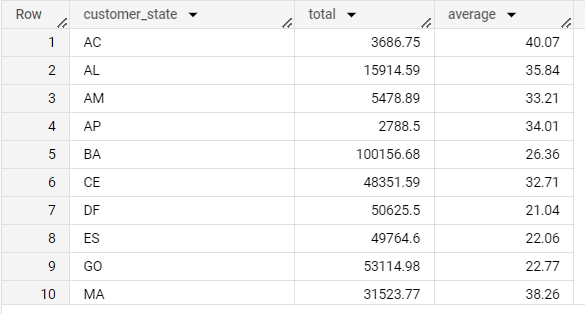 Row customer_state total average
1 AC 3686.75 40.07
2 AL 15914.59 35.84
3 AM 5478.89 33.21
4 AP 2788.5 34.01
5 BA 100156.68 26.36
6 CE 48351.59 32.71
7 DF 50625.5 21.04
8 ES 49764.6 22.06
9 GO 53114.98 22.77
10 MA 31523.77 38.26